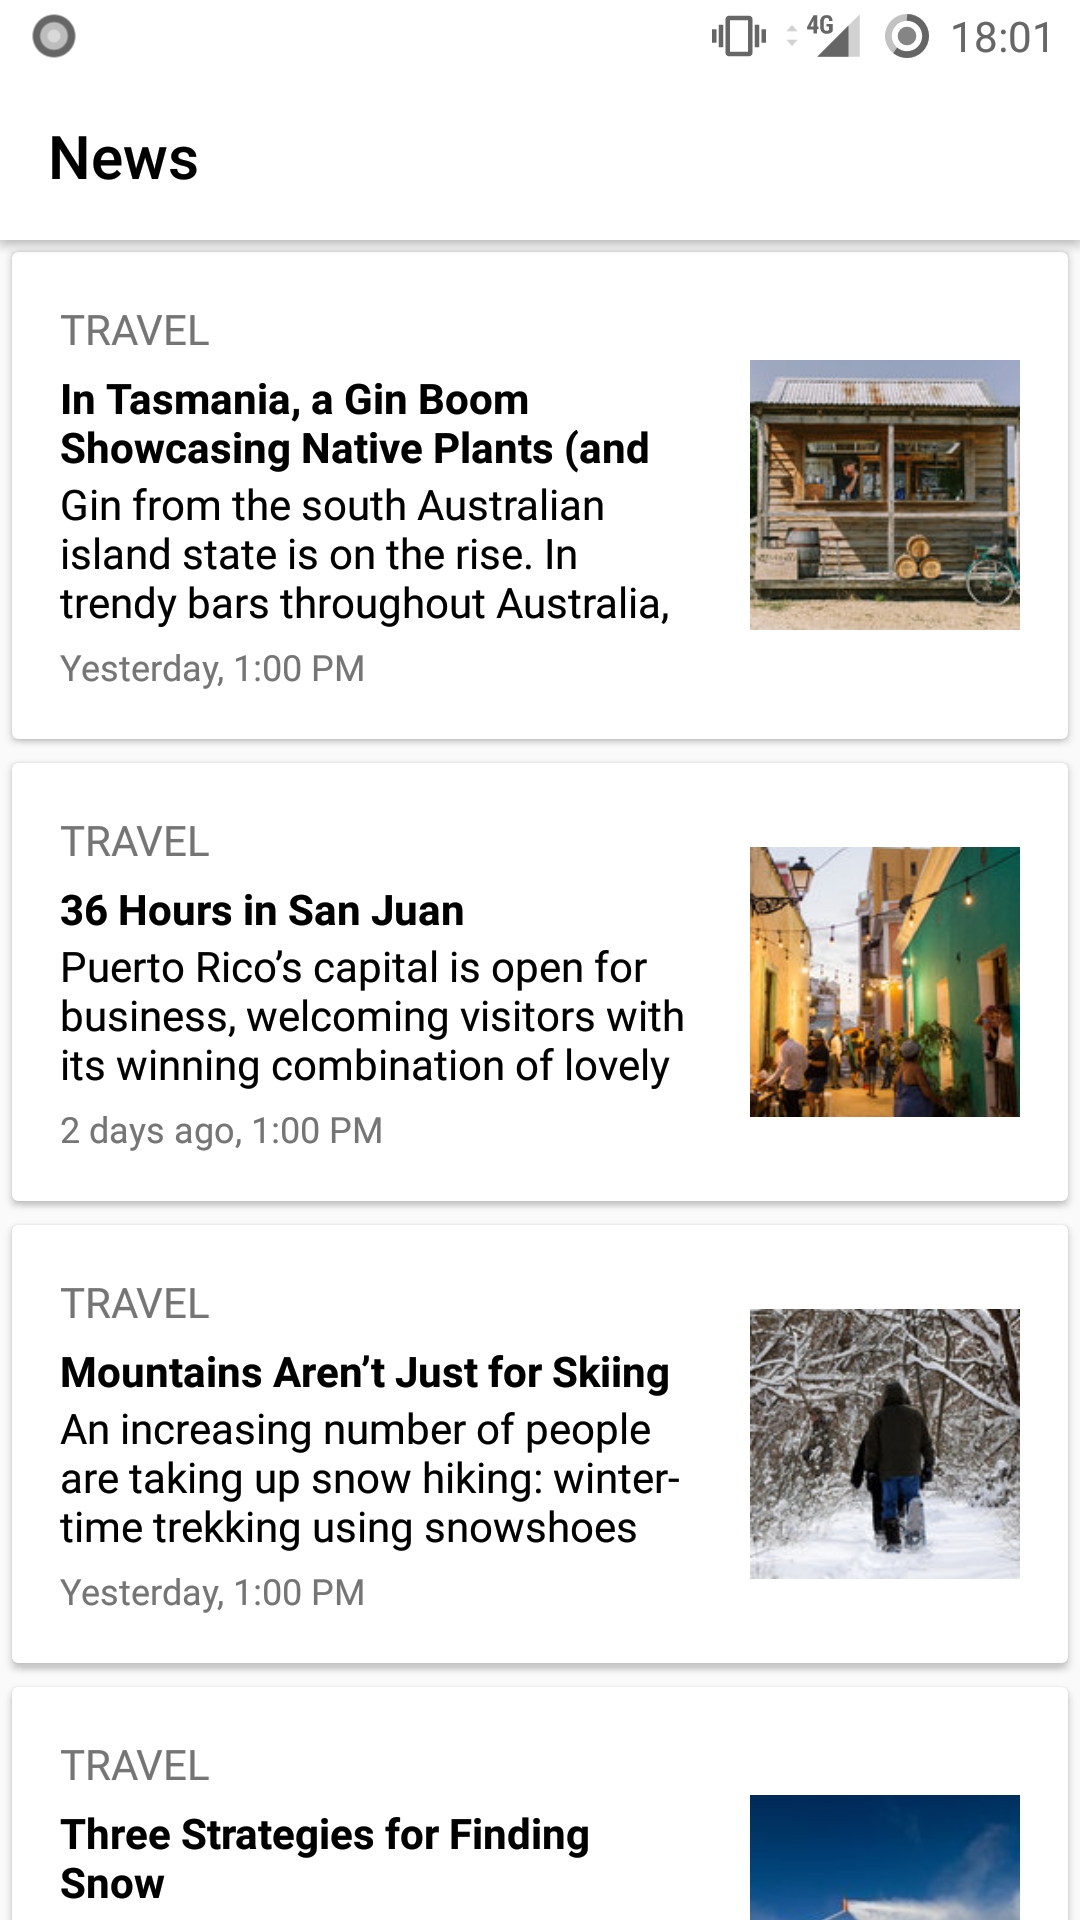 4G 18:01
News
TRAVEL
In Tasmania, a Gin Boom
Showcasing Native Plants (and
Gin from the south Australian
island state is on the rise. In
trendy bars throughout Australia,
Yesterday, 1:00 PM
TRAVEL
36 Hours in San Juan
Puerto Rico’s capital is open for
business, welcoming visitors with
its winning combination of lovely
2 days ago, 1:00 PM
TRAVEL
Mountains Aren’t Just for Skiing
An increasing number of people
are taking up snow hiking: winter-
time trekking using snowshoes
Yesterday, 1:00 PM
TRAVEL
Three Strategies for Finding
Snow